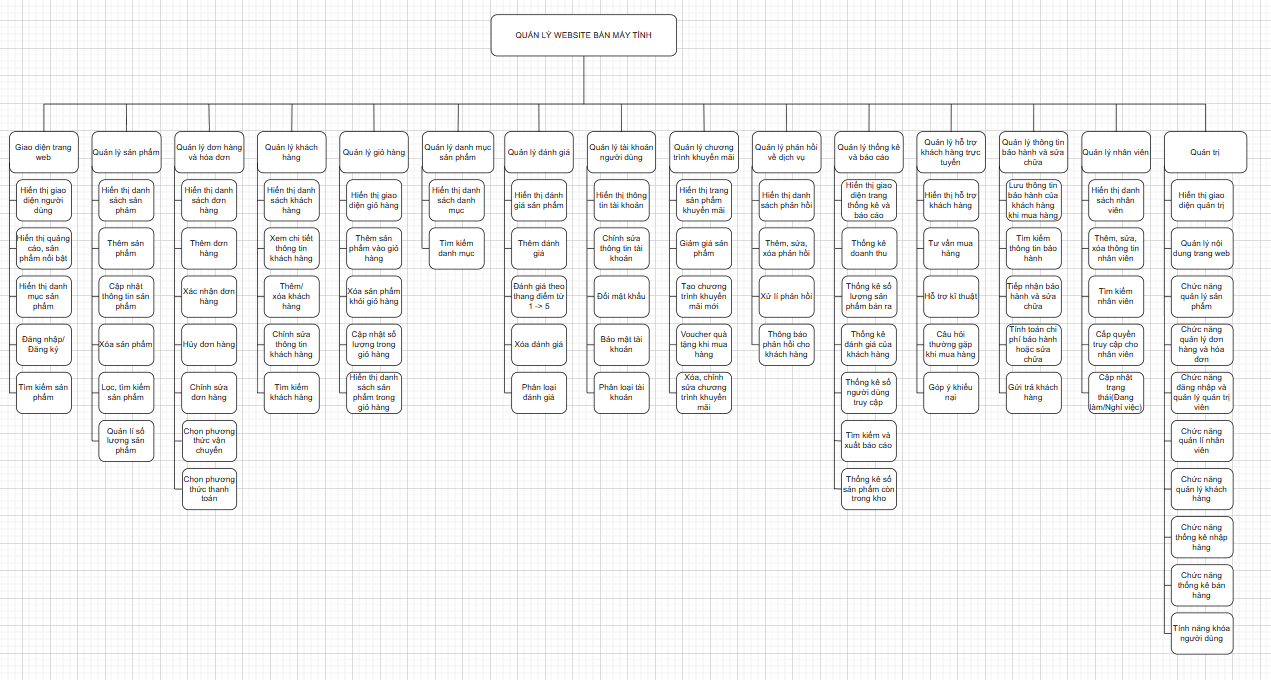 QUẢN LÝ WEBSITE BÁN MÁY TÍNH
Giao diện trang
web
Hiển thị giao
diện người
dùng
Hiển thị quảng
cáo, sản
phẩm nổi bật
Hiển thị danh
mục sản
phẩm
Đăng nhập/
Đăng ký
Tìm kiếm sản
phẩm
Quản lý sản phẩm
Hiển thị danh
sách sản
phẩm
Thêm sản
phẩm
Cập nhật
thông tin sản
phẩm
Xóa sản phẩm
Lọc, tìm kiếm
sản phẩm
Quản lí số
lượng sản
phẩm
Quản lý đơn hàng
và hóa đơn
Hiển thị danh
sách đơn
hàng
Thêm đơn
hàng
Xác nhận đơn
hàng
Hủy đơn hàng
Chỉnh sửa
đơn hàng
Chọn phương
thức vận
chuyển
Chọn phương
thức thanh
toán
Quản lý khách
hàng
Hiển thị danh
sách khách
hàng
Xem chi tiết
thông tin
khách hàng
Thêm/
xóa khách
hàng
Chỉnh sửa
thông tin
khách hàng
Tìm kiếm
khách hàng
Quản lý giỏ hàng
Hiển thị giao
diện giỏ hàng
Thêm sản
phẩm vào giỏ
hàng
Xóa sản phẩm
khỏi giỏ hàng
Cập nhật số
lượng trong
giỏ hàng
Hiển thị danh
sách sản
phẩm trong
giỏ hàng
Quản lý danh mục
sản phẩm
Hiển thị danh
sách danh
mục
Tìm kiếm
danh mục
Quản lý đánh giá
Hiển thị đánh
giá sản phẩm
Thêm đánh
giá
Đánh giá theo
thang điểm từ
1 -> 5
Xóa đánh giá
Phân loại
đánh giá
Quản lý tài khoản
người dùng
Hiển thị thông
tin tài khoản
Chỉnh sửa
thông tin tài
khoản
Đổi mật khẩu
Bảo mật tài
khoản
Phân loại tài
khoản
Quản lý chương
trình khuyến mãi
Hiển thị trang
sản phẩm
khuyến mãi
Giảm giá sản
phẩm
Tạo chương
trình khuyến
mãi mới
Voucher quà
tặng khi mua
hàng
Xóa, chỉnh
sửa chương
trình khuyến
mãi
Quản lý phản hồi
về dịch vụ
Hiển thị danh
sách phản hồi
Thêm, sửa,
xóa phản hồi
Xử lí phản hồi
Thông báo
phản hồi cho
khách hàng
Quản lý thống kê
và báo cáo
Hiển thị giao
diện trang
thống kê và
báo cáo
Thống kê
doanh thu
Thống kê số
lượng sản
phẩm bán ra
Thống kê
đánh giá của
khách hàng
Thống kê số
người dùng
truy cập
Tìm kiếm và
xuất báo cáo
Thống kê số
sản phẩm còn
trong kho
Quản lý hỗ trợ
khách hàng trực
tuyến
Hiển thị hỗ trợ
khách hàng
Tư vấn mua
hàng
Hỗ trợ kĩ thuật
Câu hỏi
thường gặp
khi mua hàng
Góp ý khiếu
nại
Quản lý thông tin
bảo hành và sửa
chữa
Lưu thông tin
bảo hành của
khách hàng
khi mua hàng
Tìm kiếm
thông tin bảo
hành
Tiếp nhận bảo
hành và sửa
chữa
Tính toán chi
phí bảo hành
hoặc sửa
chữa
Gửi trả khách
hàng
Quản lý nhân viên
Hiển thị danh
sách nhân
viên
Thêm, sửa,
xóa thông tin
nhân viên
Tìm kiếm
nhân viên
Cấp quyền
truy cập cho
nhân viên
Cập nhật
trạng
thái(Đang
làm/Nghỉ việc)
Quản trị
Hiển thị giao
diện quản trị
Quản lý nội
dung trang web
Chức năng
quản lý sản
phẩm
Chức năng
quản lý đơn
hàng và hóa
đơn
Chức năng
đăng nhập và
quản lý quản trị
viên
Chức năng
quản lí nhân
viên
Chức năng
quản lý khách
hàng
Chức năng
thống kê nhập
hàng
Chức năng
thống kê bán
hàng
Tính năng khóa
người dùng